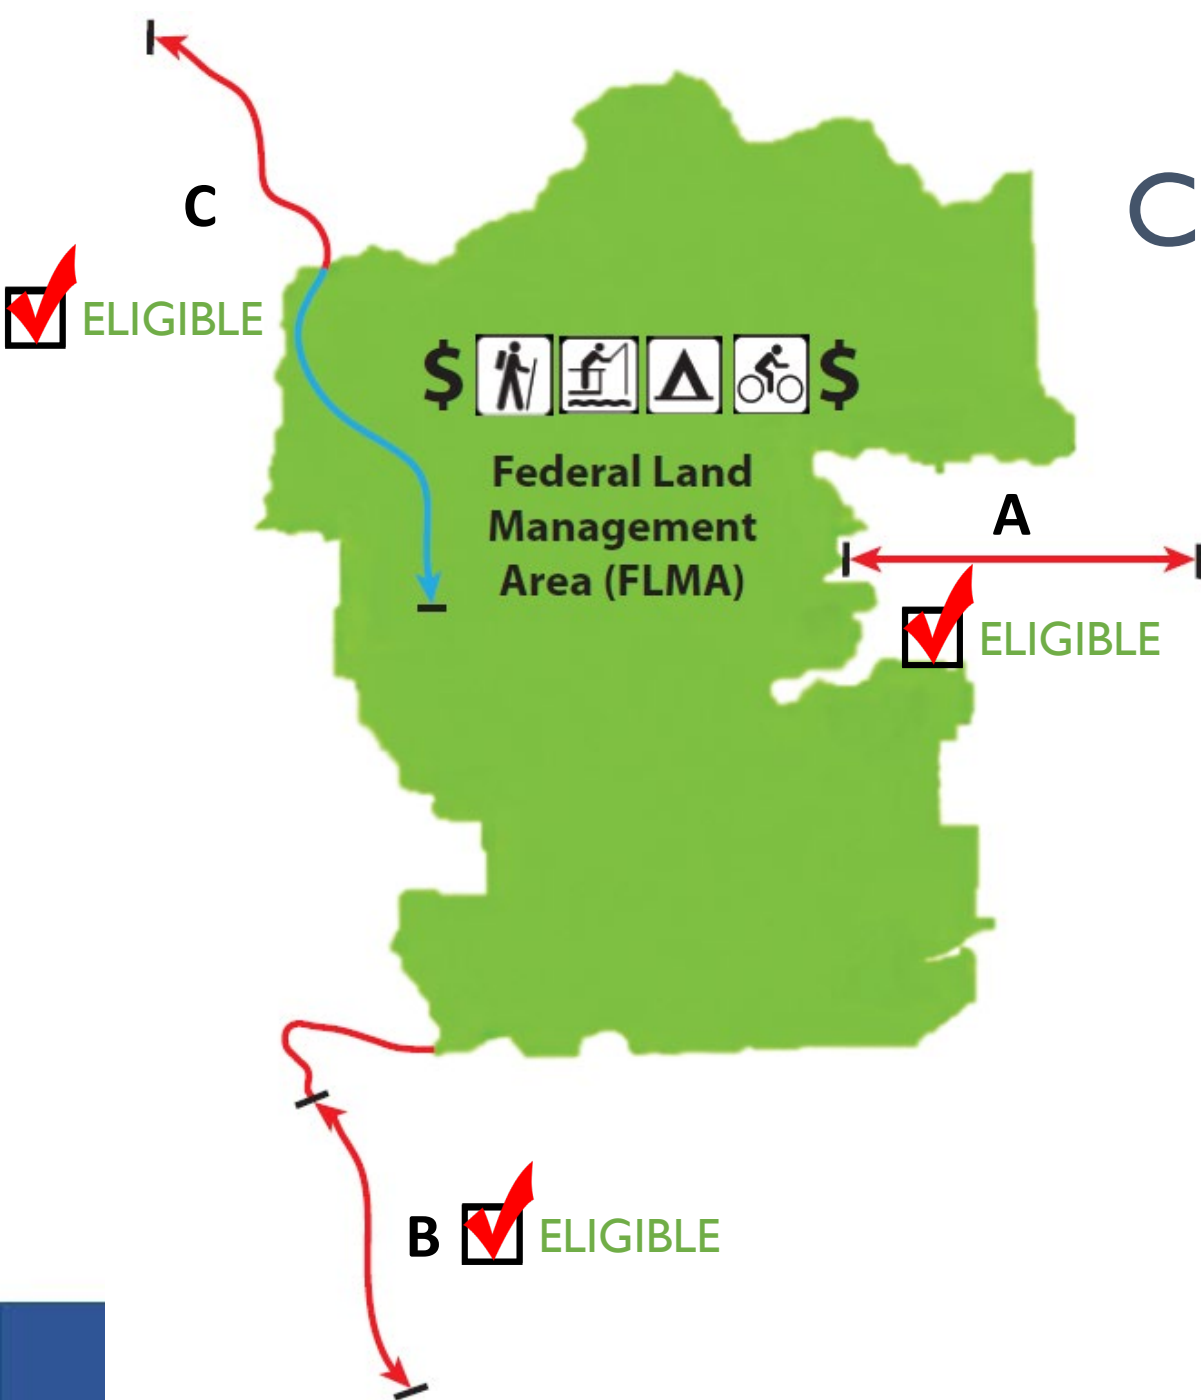 C
C
ELIGIBLE
$ $
Federal Land
Management
Area (FLMA)
A
ELIGIBLE
B ELIGIBLE